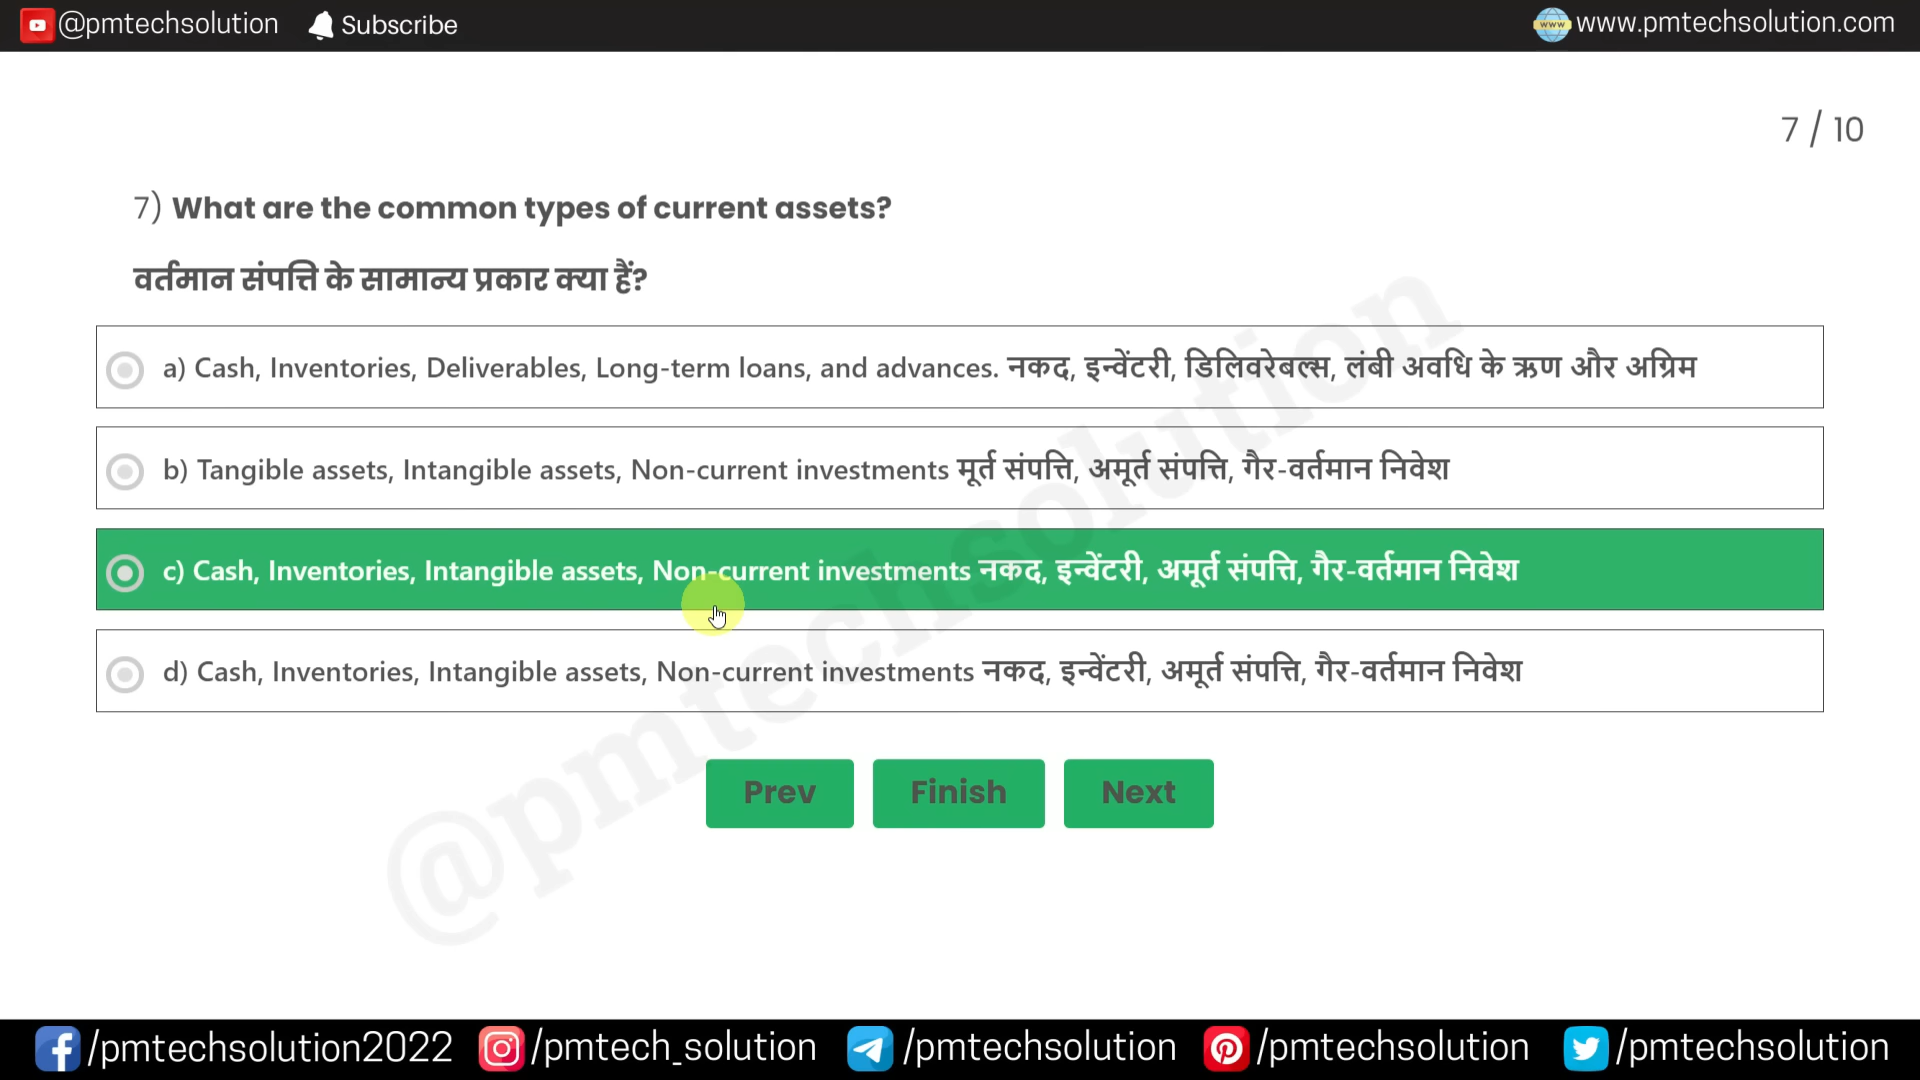 @pmtechsolution Subscribe www.pmtechsolution.com
7 / 10
7) What are the common types of current assets?
वर्तमान संपत्ति के सामान्य प्रकार क्या हैं?
a) Cash, Inventories, Deliverables, Long-term loans, and advances. नकद, इन्वेंटरी, डिलिवरेबल्स, लंबी अवधि के ऋण और अग्रिम
b) Tangible assets, Intangible assets, Non-current investments मूर्त संपत्ति, अमूर्त संपत्ति, गैर-वर्तमान निवेश
c) Cash, Inventories, Intangible assets, Non-current investments नकद, इन्वेंटरी, अमूर्त संपत्ति, गैर-वर्तमान निवेश
d) Cash, Inventories, Intangible assets, Non-current investments नकद, इन्वेंटरी, अमूर्त संपत्ति, गैर-वर्तमान निवेश
@pmtechsolution
Prev Finish Next
/pmtechsolution2022 /pmtech_solution /pmtechsolution /pmtechsolution /pmtechsolution